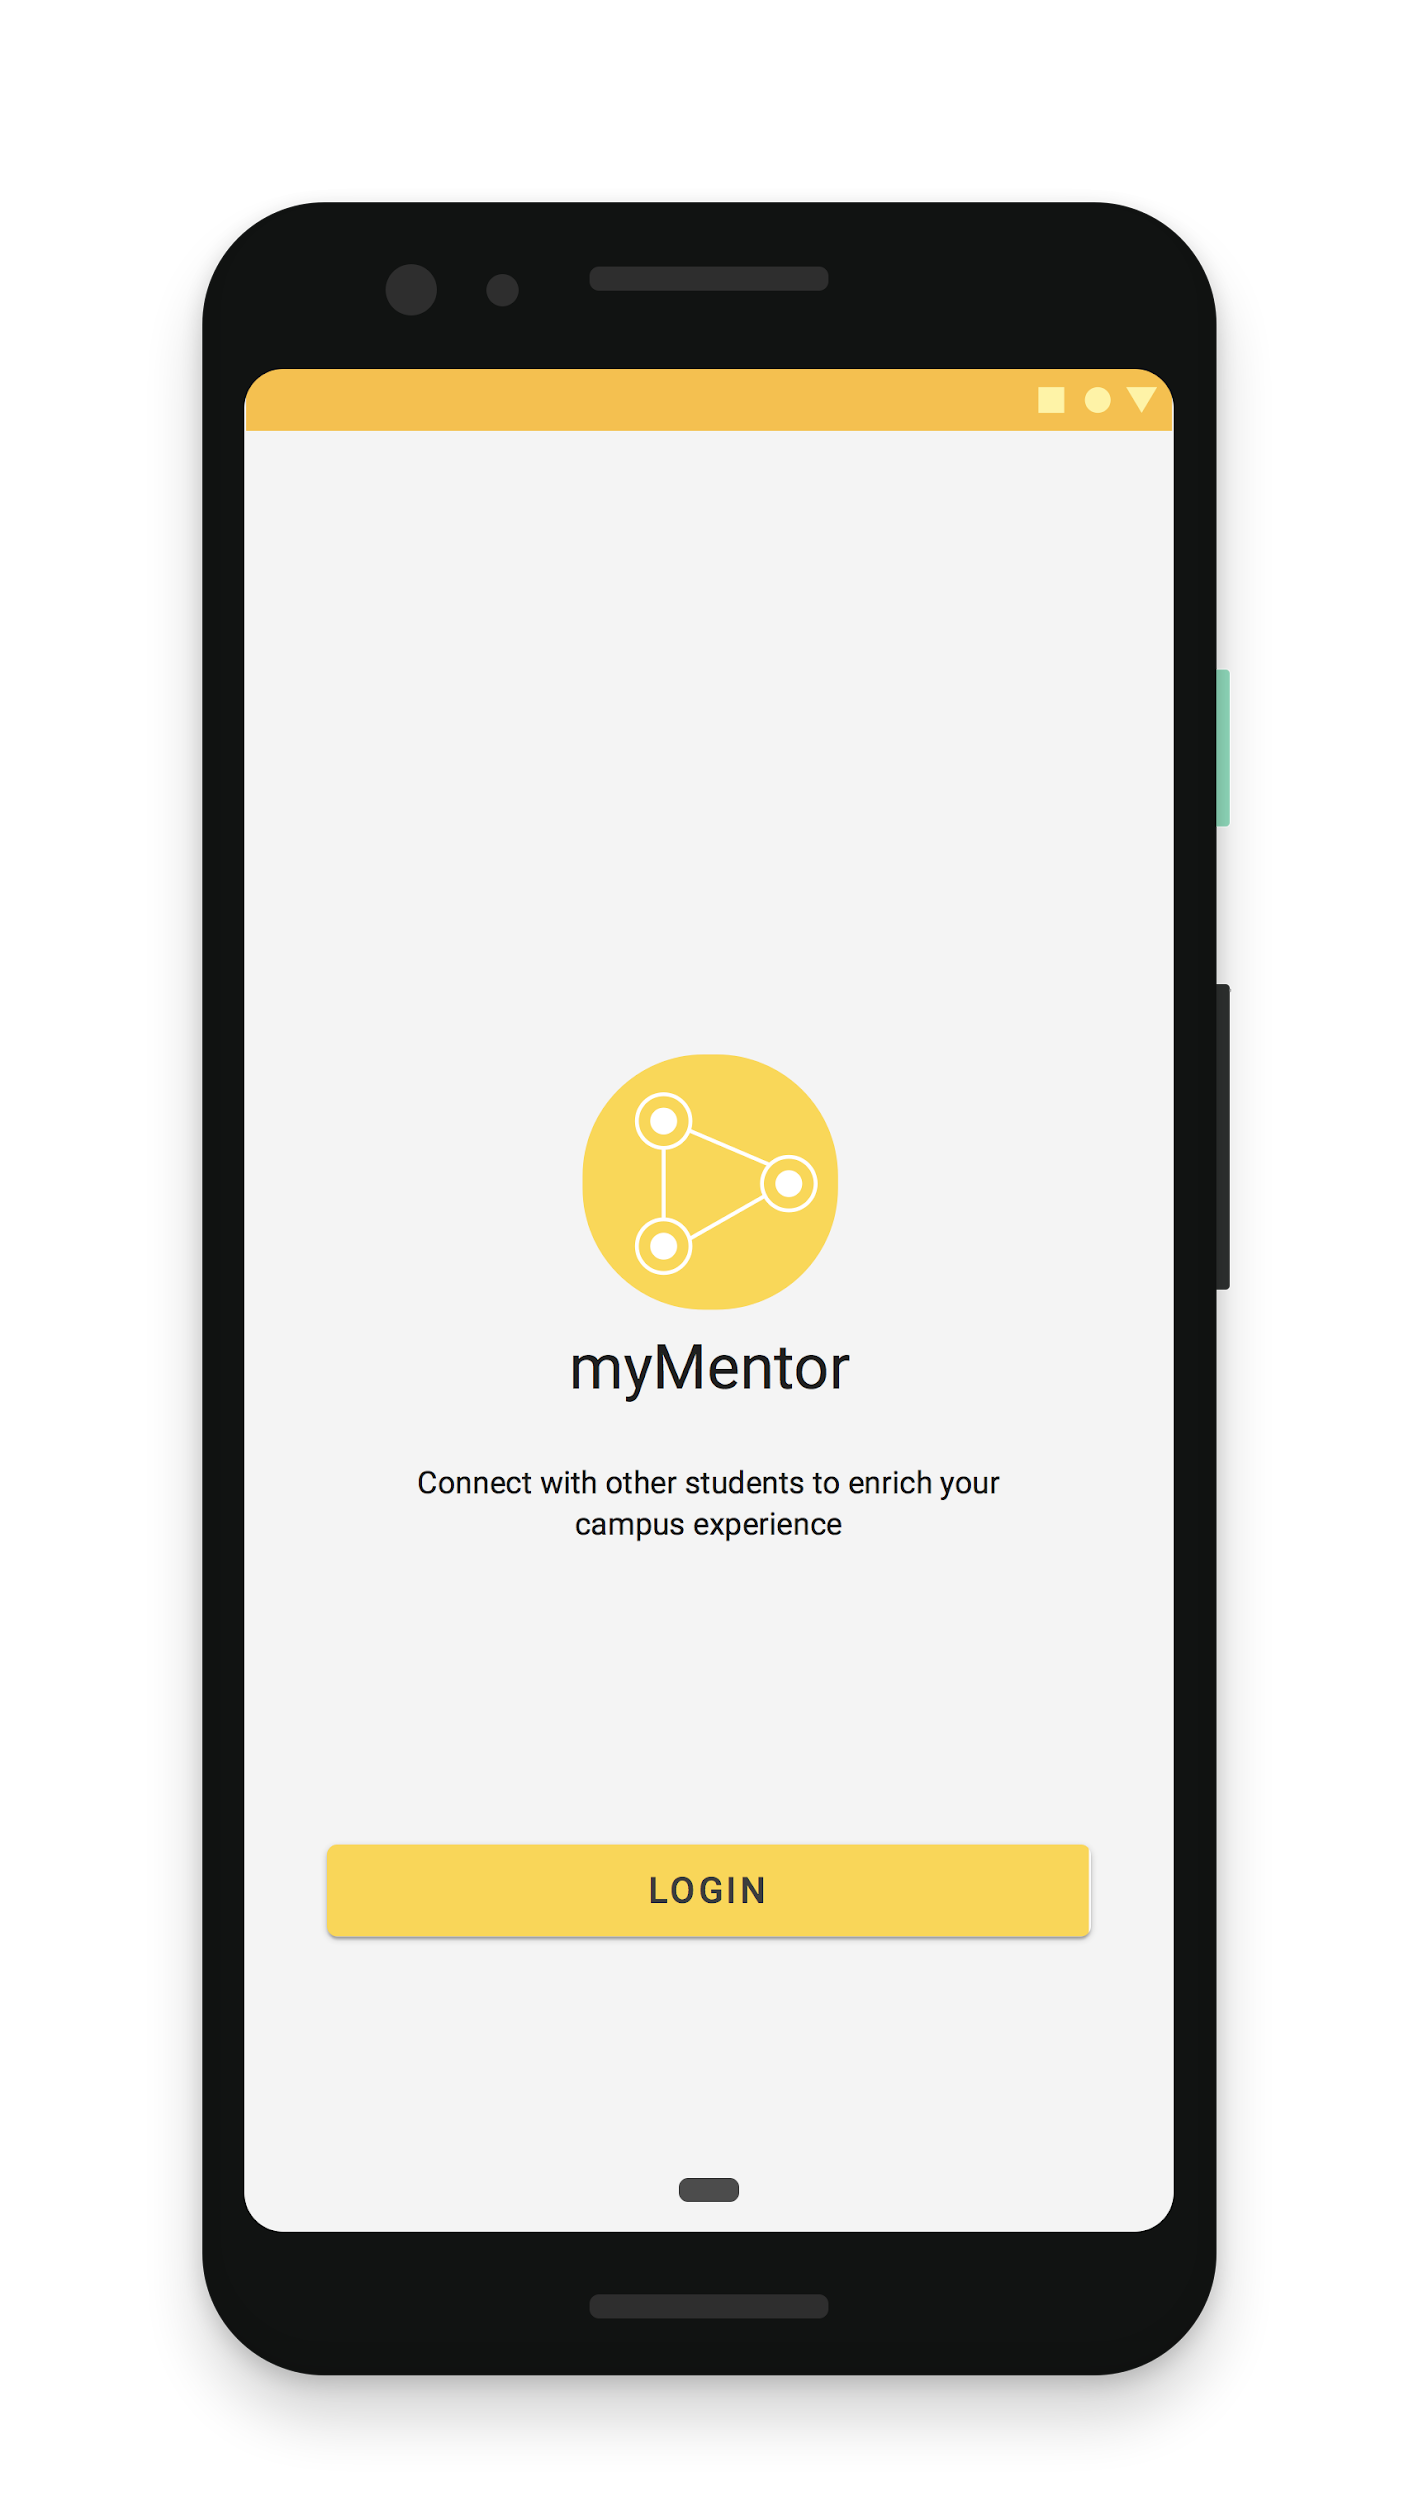 myMentor
Connect with other students to enrich your
campus experience
LOGIN